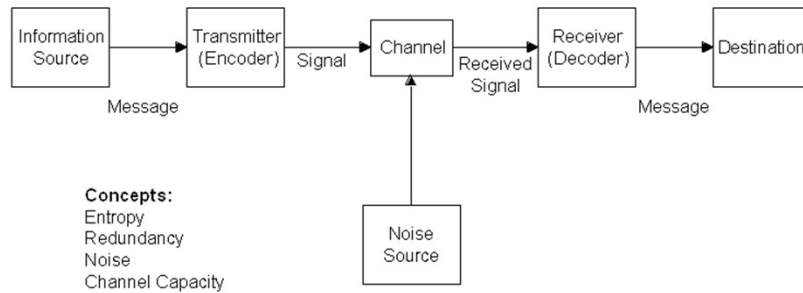 Information
Source
Transmitter
(Encoder)
Channel
Receiver
(Decoder)
Destination
Message
Signal
Received
Signal
Message
Concepts:
Entropy
Redundancy
Noise
Channel Capacity
Noise
Source